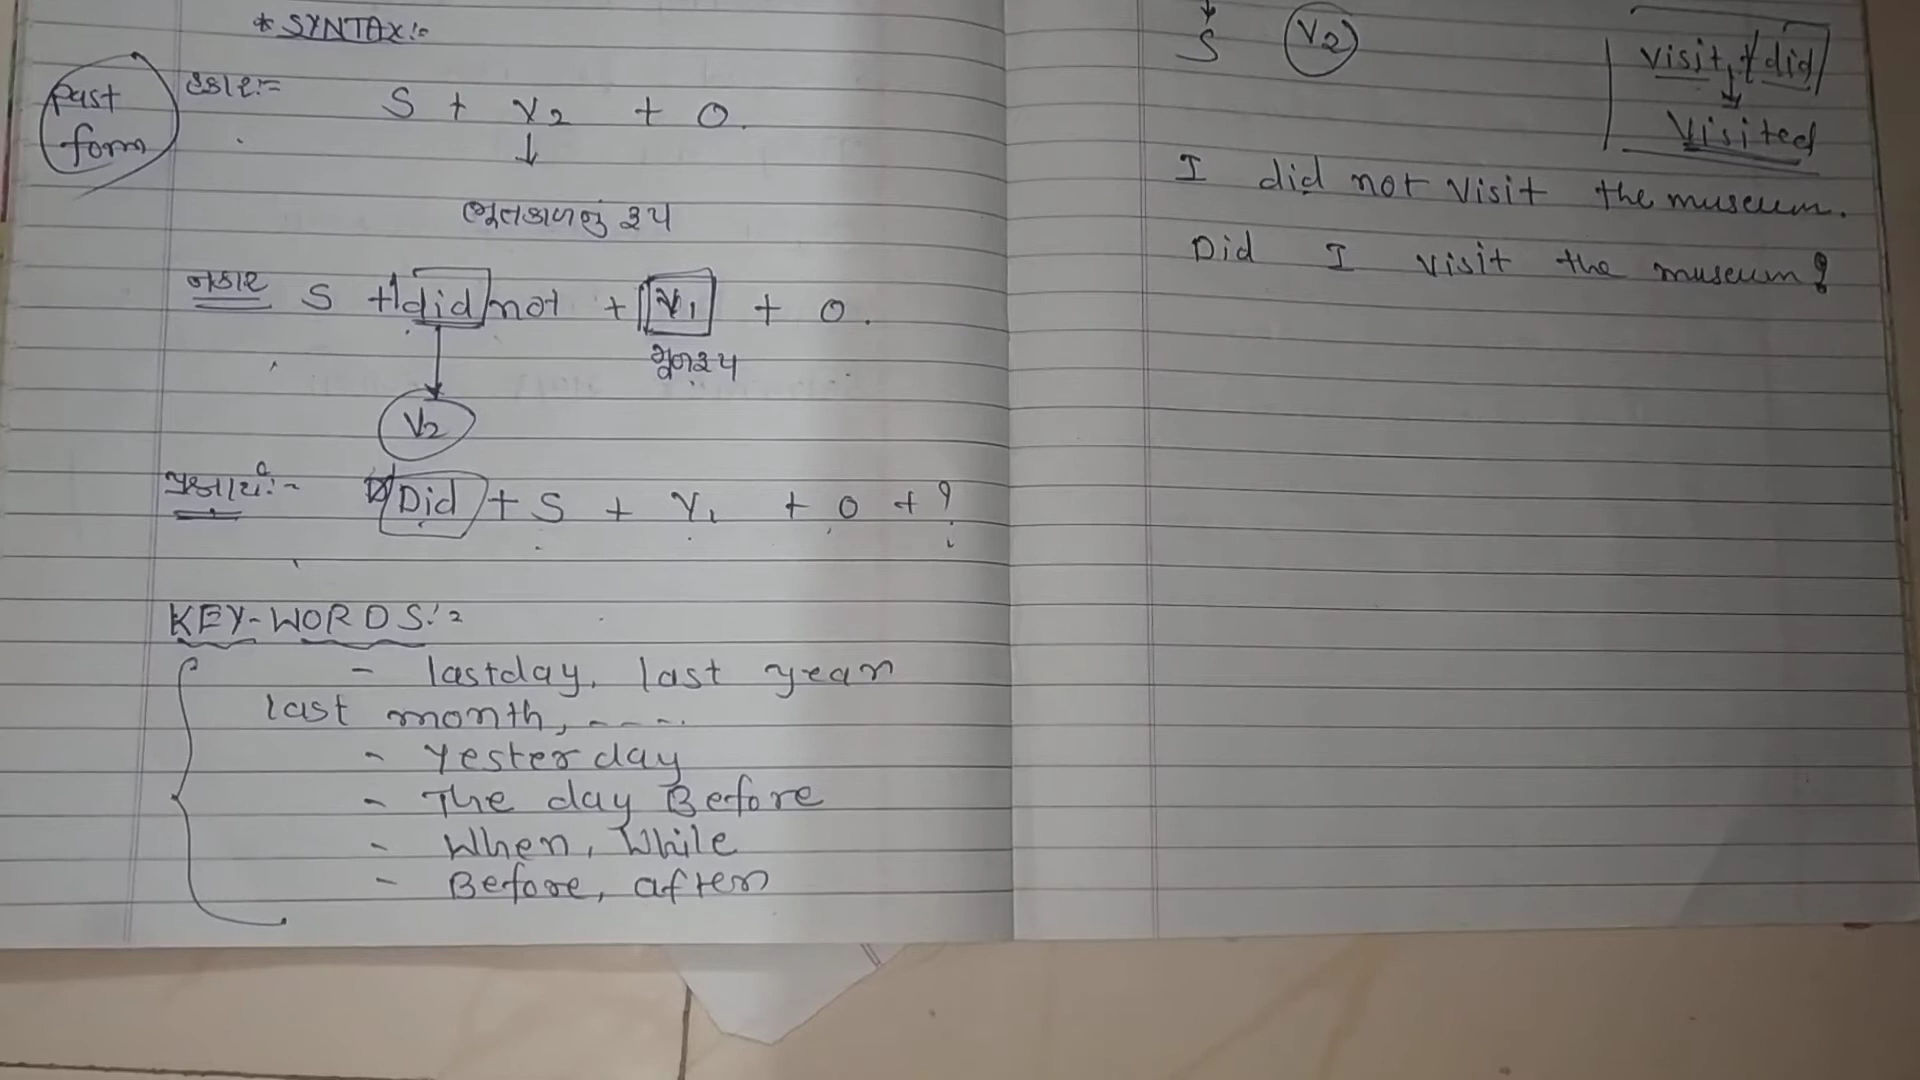 * SYNTAX:-
Past form
હકાર:- S + V2 + O.
↓
ભૂતકાળનું રૂપ
નકાર S + did not + V1 + O.
મૂળરૂપ
V2
પ્રશ્નાર્થ:- Did + S + V1 + O + ?
KEY-WORDS:-
- lastday, last year
last month, ----.
- Yesterday
- The day Before
- When, While
- Before, after
S V2
visit + did
Visited
I did not visit the museum.
Did I visit the museum?